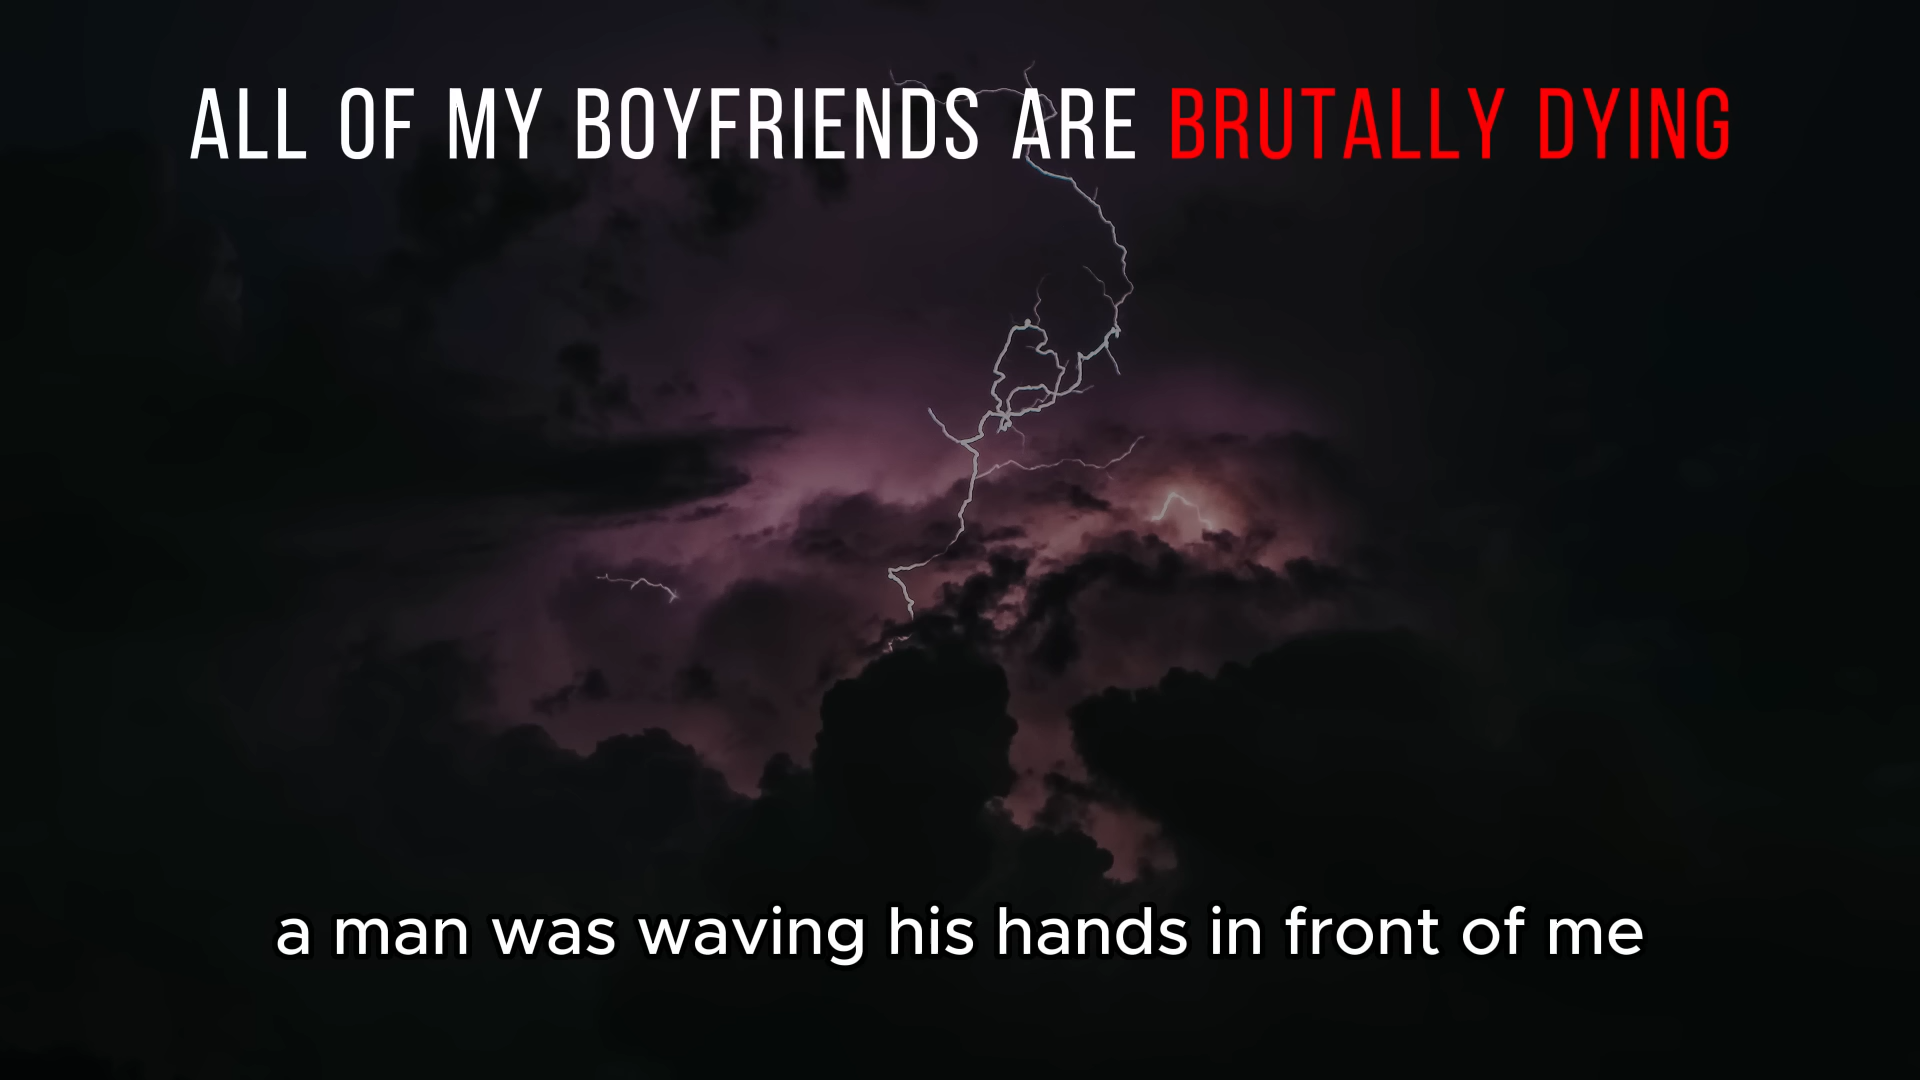 ALL OF MY BOYFRIENDS ARE BRUTALLY DYING
a man was waving his hands in front of me